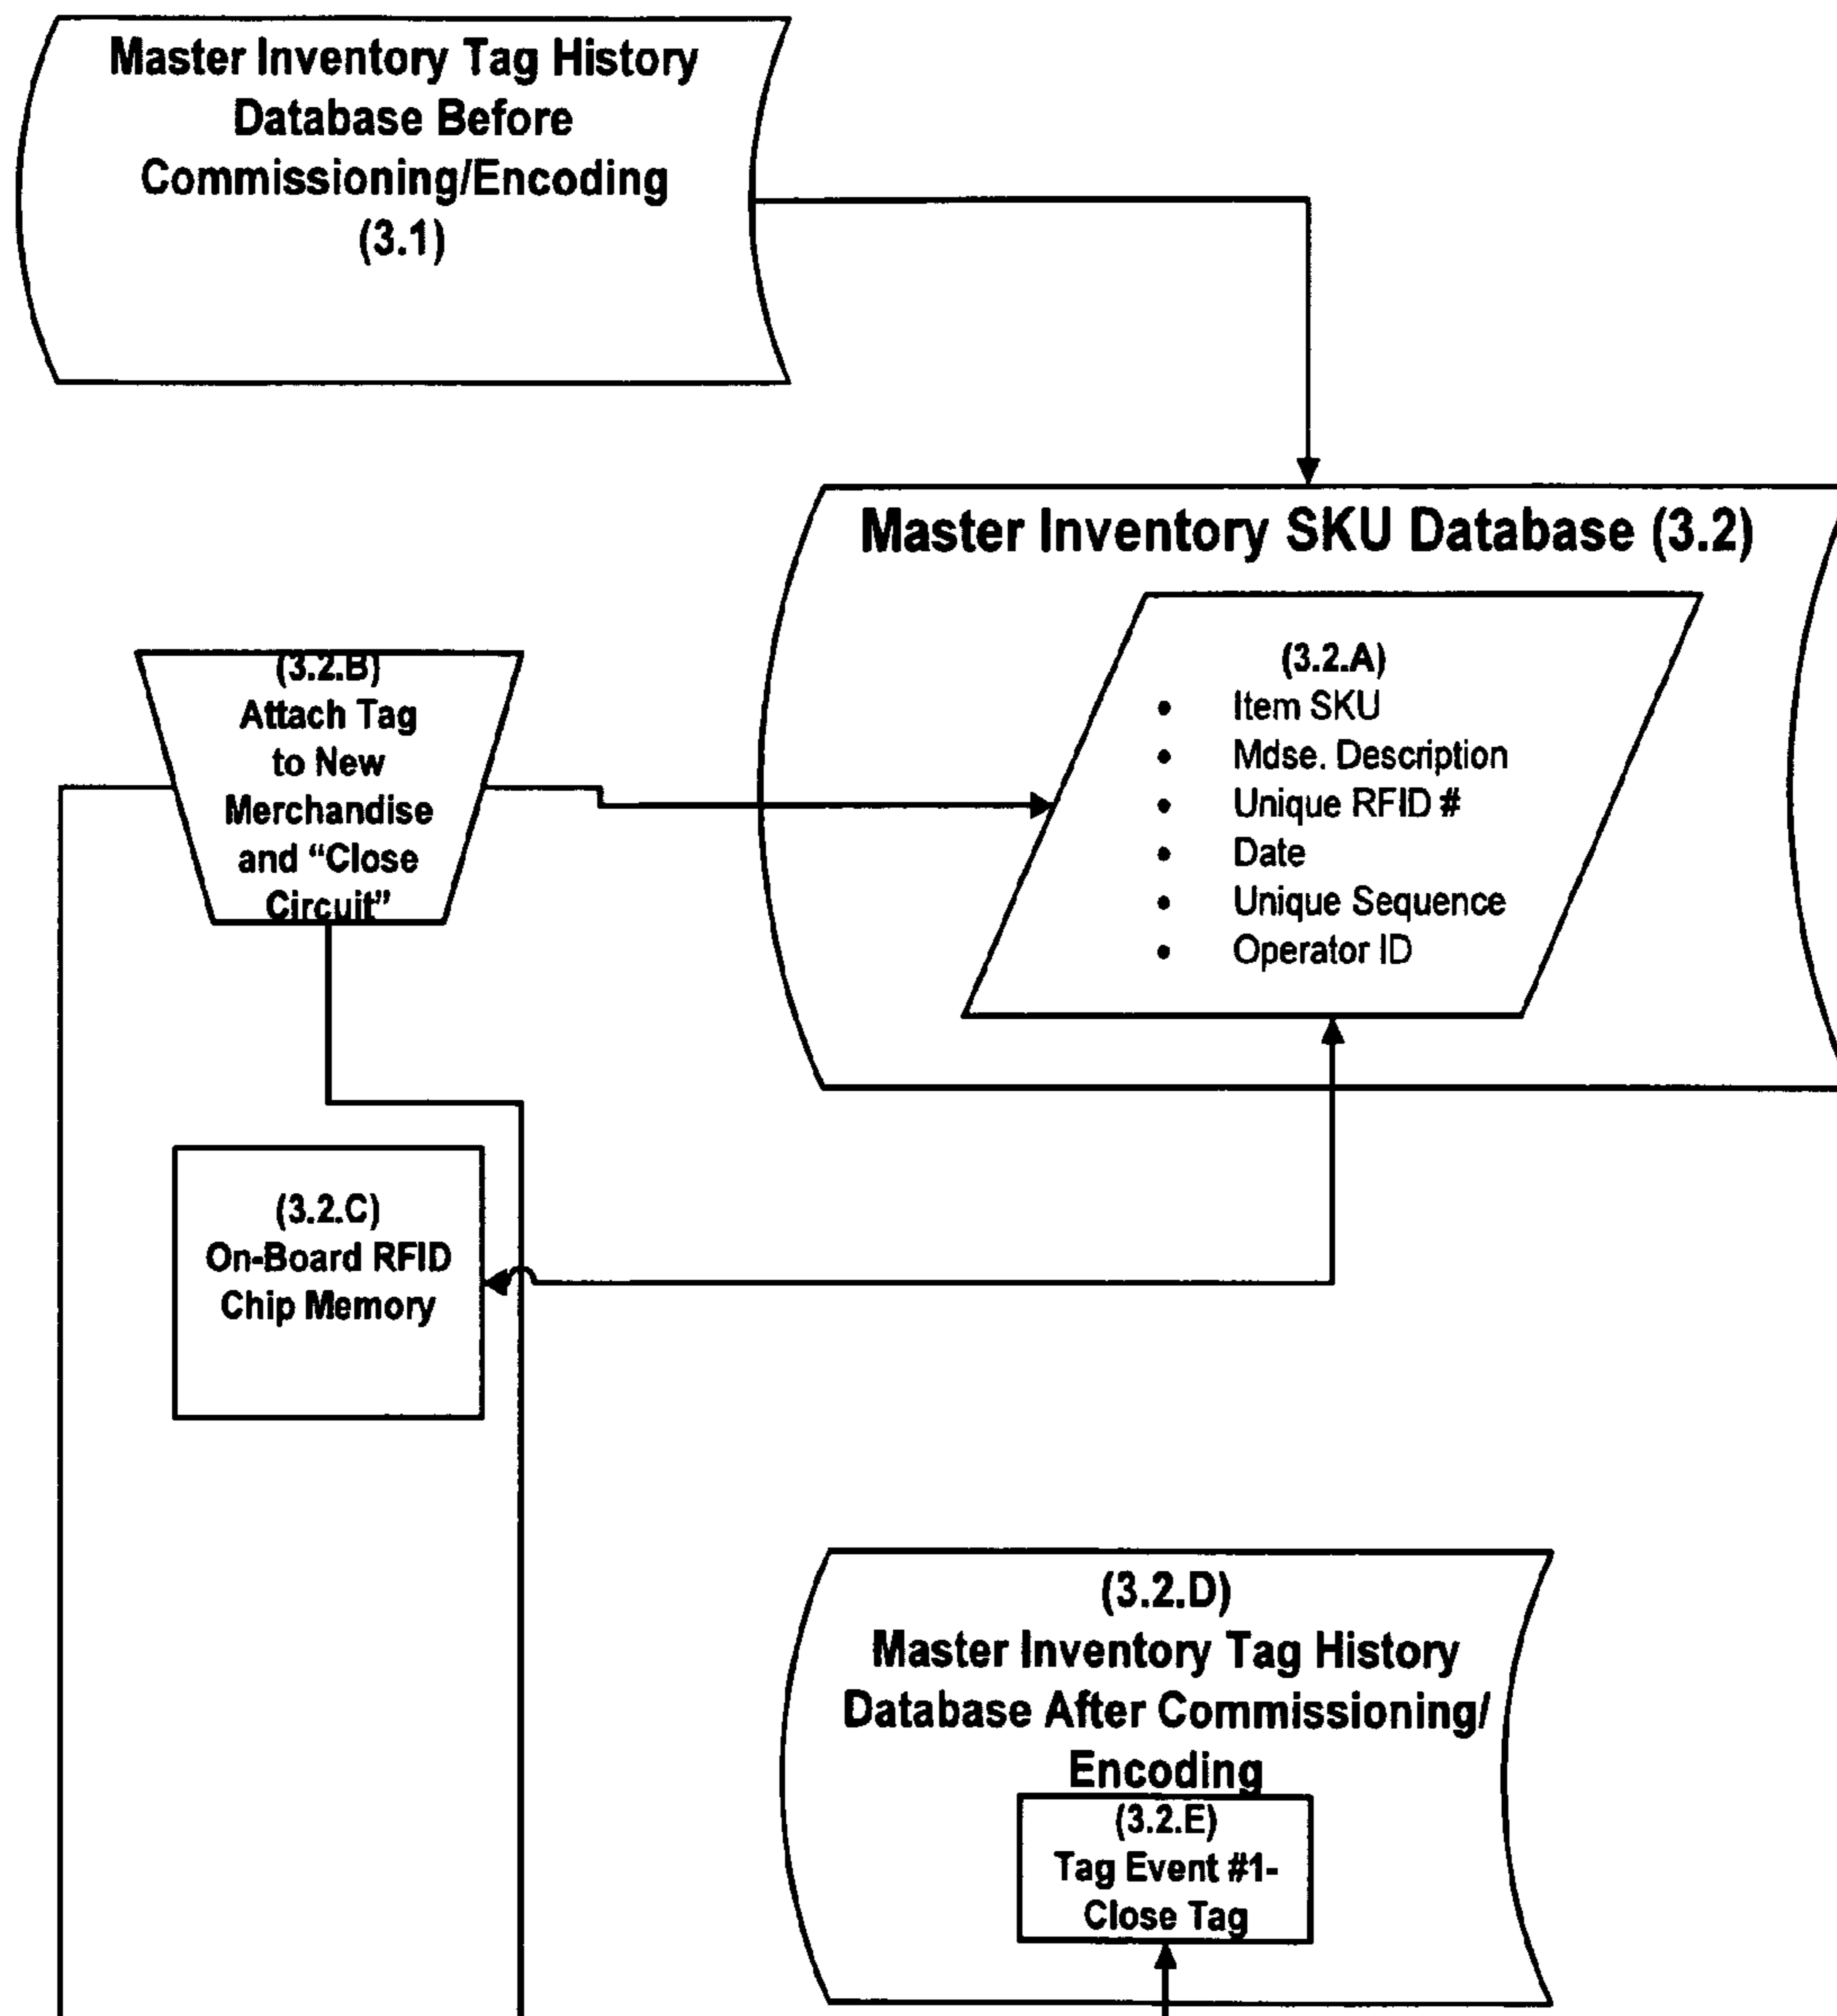 Master Inventory Tag History
Database Before
Commissioning/Encoding
(3.1)
Master Inventory SKU Database (3.2)
(3.2.A)
• Item SKU
• Mdse. Description
• Unique RFID #
• Date
• Unique Sequence
• Operator ID
(3.2.B)
Attach Tag
to New
Merchandise
and “Close
Circuit”
(3.2.C)
On-Board RFID
Chip Memory
(3.2.D)
Master Inventory Tag History
Database After Commissioning/
Encoding
(3.2.E)
Tag Event #1-
Close Tag